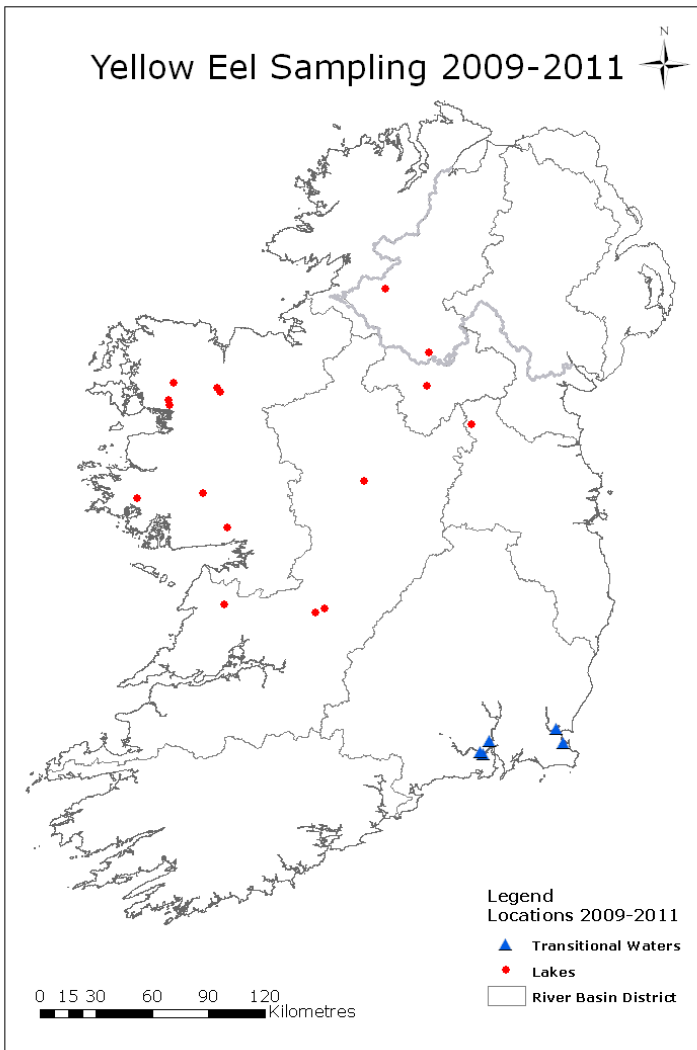 N
Yellow Eel Sampling 2009-2011
Legend
Locations 2009-2011
Transitional Waters
Lakes
River Basin District
0 15 30 60 90 120
Kilometres